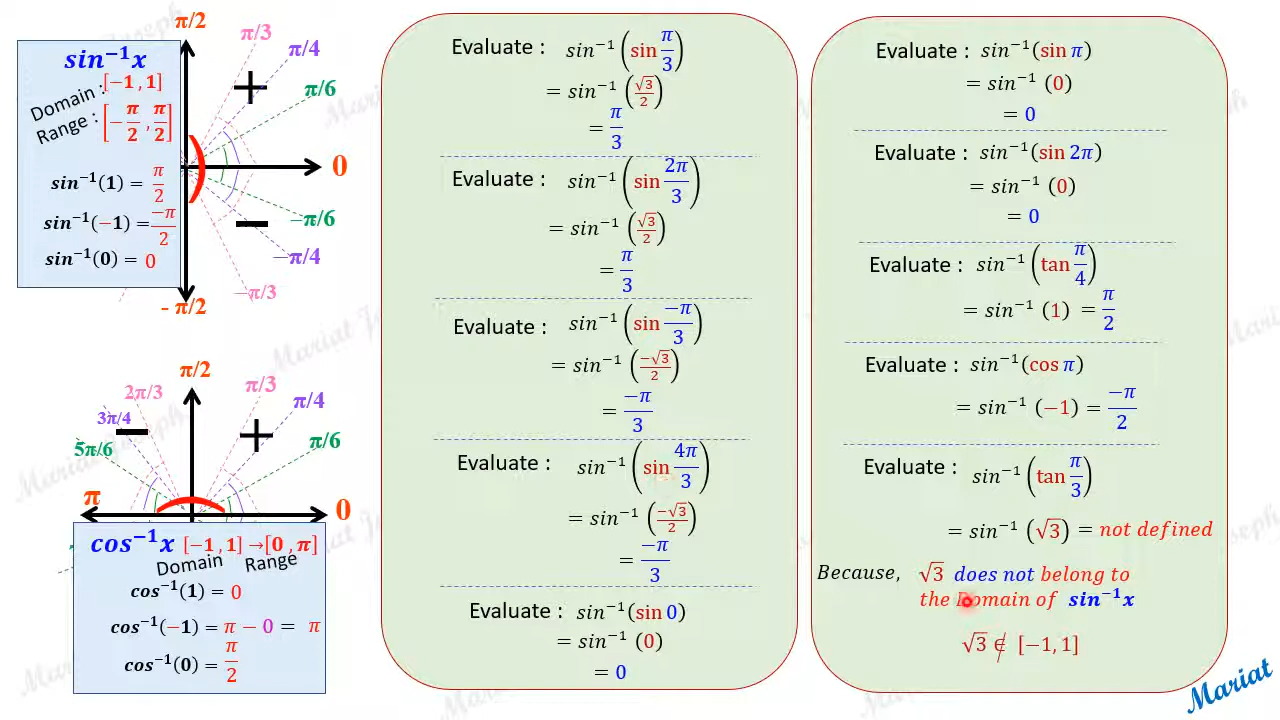 π/2
π/3
π/4
π/6
0
−π/6
−π/4
−π/3
- π/2
+
−
sin⁻¹x
Domain : [−1 , 1]
Range : [−π/2 , π/2]
sin⁻¹(1) = π/2
sin⁻¹(−1) = −π/2
sin⁻¹(0) = 0
π/2
2π/3
3π/4
5π/6
π
π/3
π/4
π/6
0
−
+
cos⁻¹x [−1 , 1] → [0 , π]
Domain Range
cos⁻¹(1) = 0
cos⁻¹(−1) = π − 0 = π
cos⁻¹(0) = π/2
Evaluate : sin⁻¹(sin π/3)
= sin⁻¹ (√3/2)
= π/3
Evaluate : sin⁻¹(sin 2π/3)
= sin⁻¹ (√3/2)
= π/3
Evaluate : sin⁻¹(sin −π/3)
= sin⁻¹ (−√3/2)
= −π/3
Evaluate : sin⁻¹(sin 4π/3)
= sin⁻¹ (−√3/2)
= −π/3
Evaluate : sin⁻¹(sin 0)
= sin⁻¹ (0)
= 0
Evaluate : sin⁻¹(sin π)
= sin⁻¹ (0)
= 0
Evaluate : sin⁻¹(sin 2π)
= sin⁻¹ (0)
= 0
Evaluate : sin⁻¹(tan π/4)
= sin⁻¹ (1) = π/2
Evaluate : sin⁻¹(cos π)
= sin⁻¹ (−1) = −π/2
Evaluate : sin⁻¹(tan π/3)
= sin⁻¹ (√3) = not defined
Because, √3 does not belong to
the Domain of sin⁻¹x
√3 ∉ [−1, 1]
Mariat